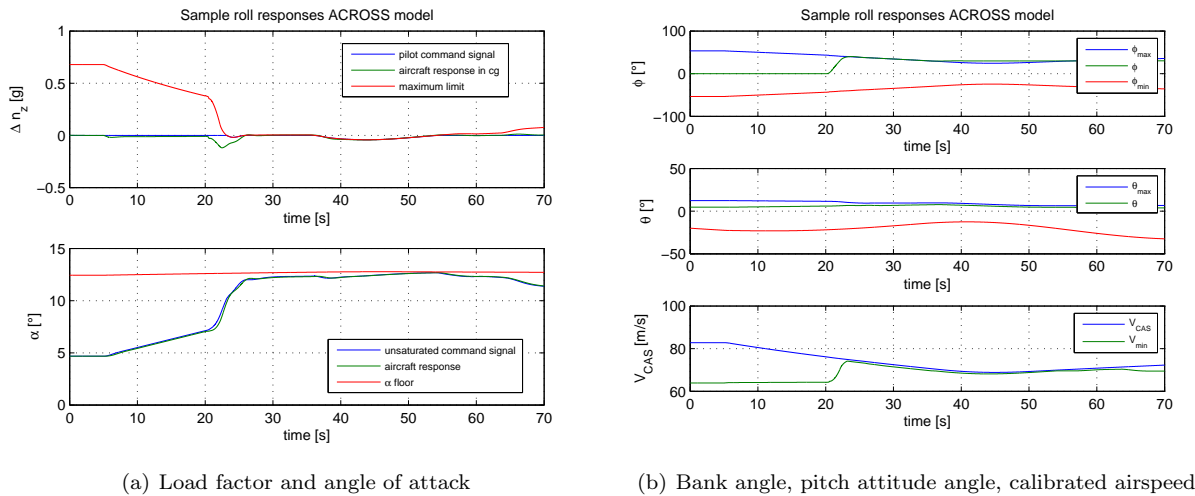 Sample roll responses ACROSS model
1
0.5
0
−0.5
Δ n_z [g]
pilot command signal
aircraft response in cg
maximum limit
0 10 20 30 40 50 60 70
time [s]
15
10
5
0
α [°]
unsaturated command signal
aircraft response
α floor
0 10 20 30 40 50 60 70
time [s]
(a) Load factor and angle of attack
Sample roll responses ACROSS model
100
0
−100
ϕ [°]
ϕ_max
ϕ
ϕ_min
0 10 20 30 40 50 60 70
time [s]
50
0
−50
θ [°]
θ_max
θ
0 10 20 30 40 50 60 70
time [s]
100
80
60
V_CAS [m/s]
V_CAS
V_min
0 10 20 30 40 50 60 70
time [s]
(b) Bank angle, pitch attitude angle, calibrated airspeed